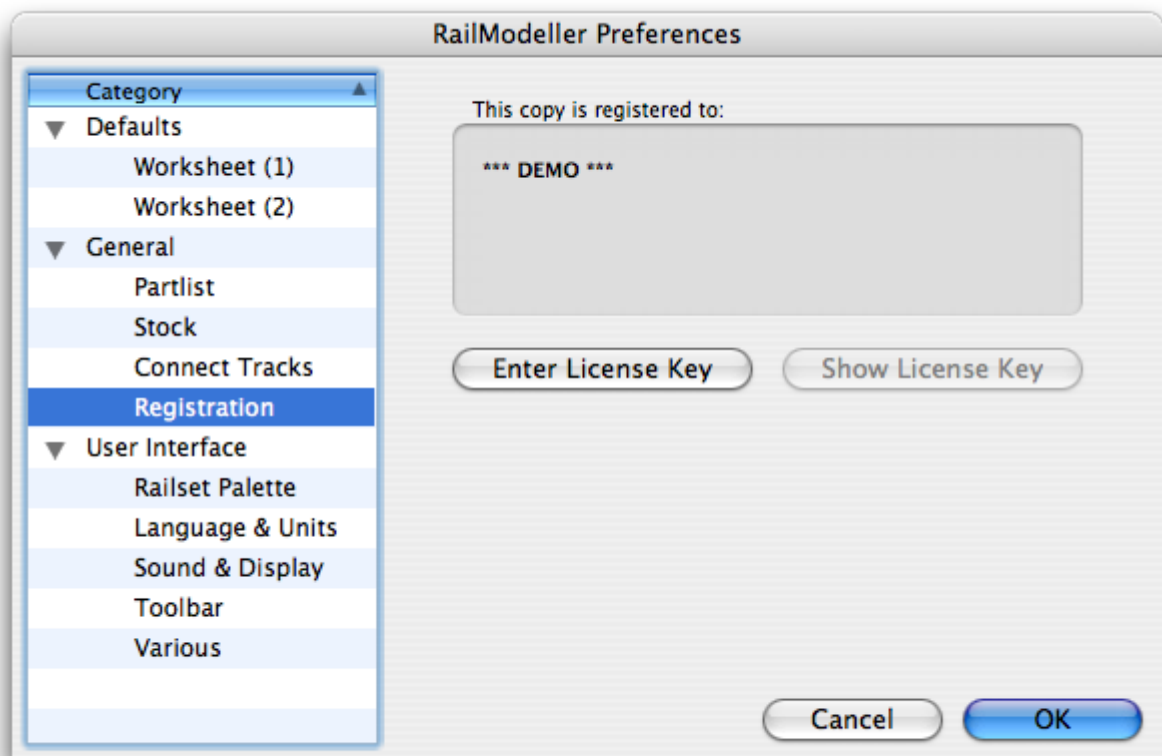 RailModeller Preferences
Category
Defaults
Worksheet (1)
Worksheet (2)
General
Partlist
Stock
Connect Tracks
Registration
User Interface
Railset Palette
Language & Units
Sound & Display
Toolbar
Various
This copy is registered to:
*** DEMO ***
Enter License Key
Show License Key
Cancel
OK